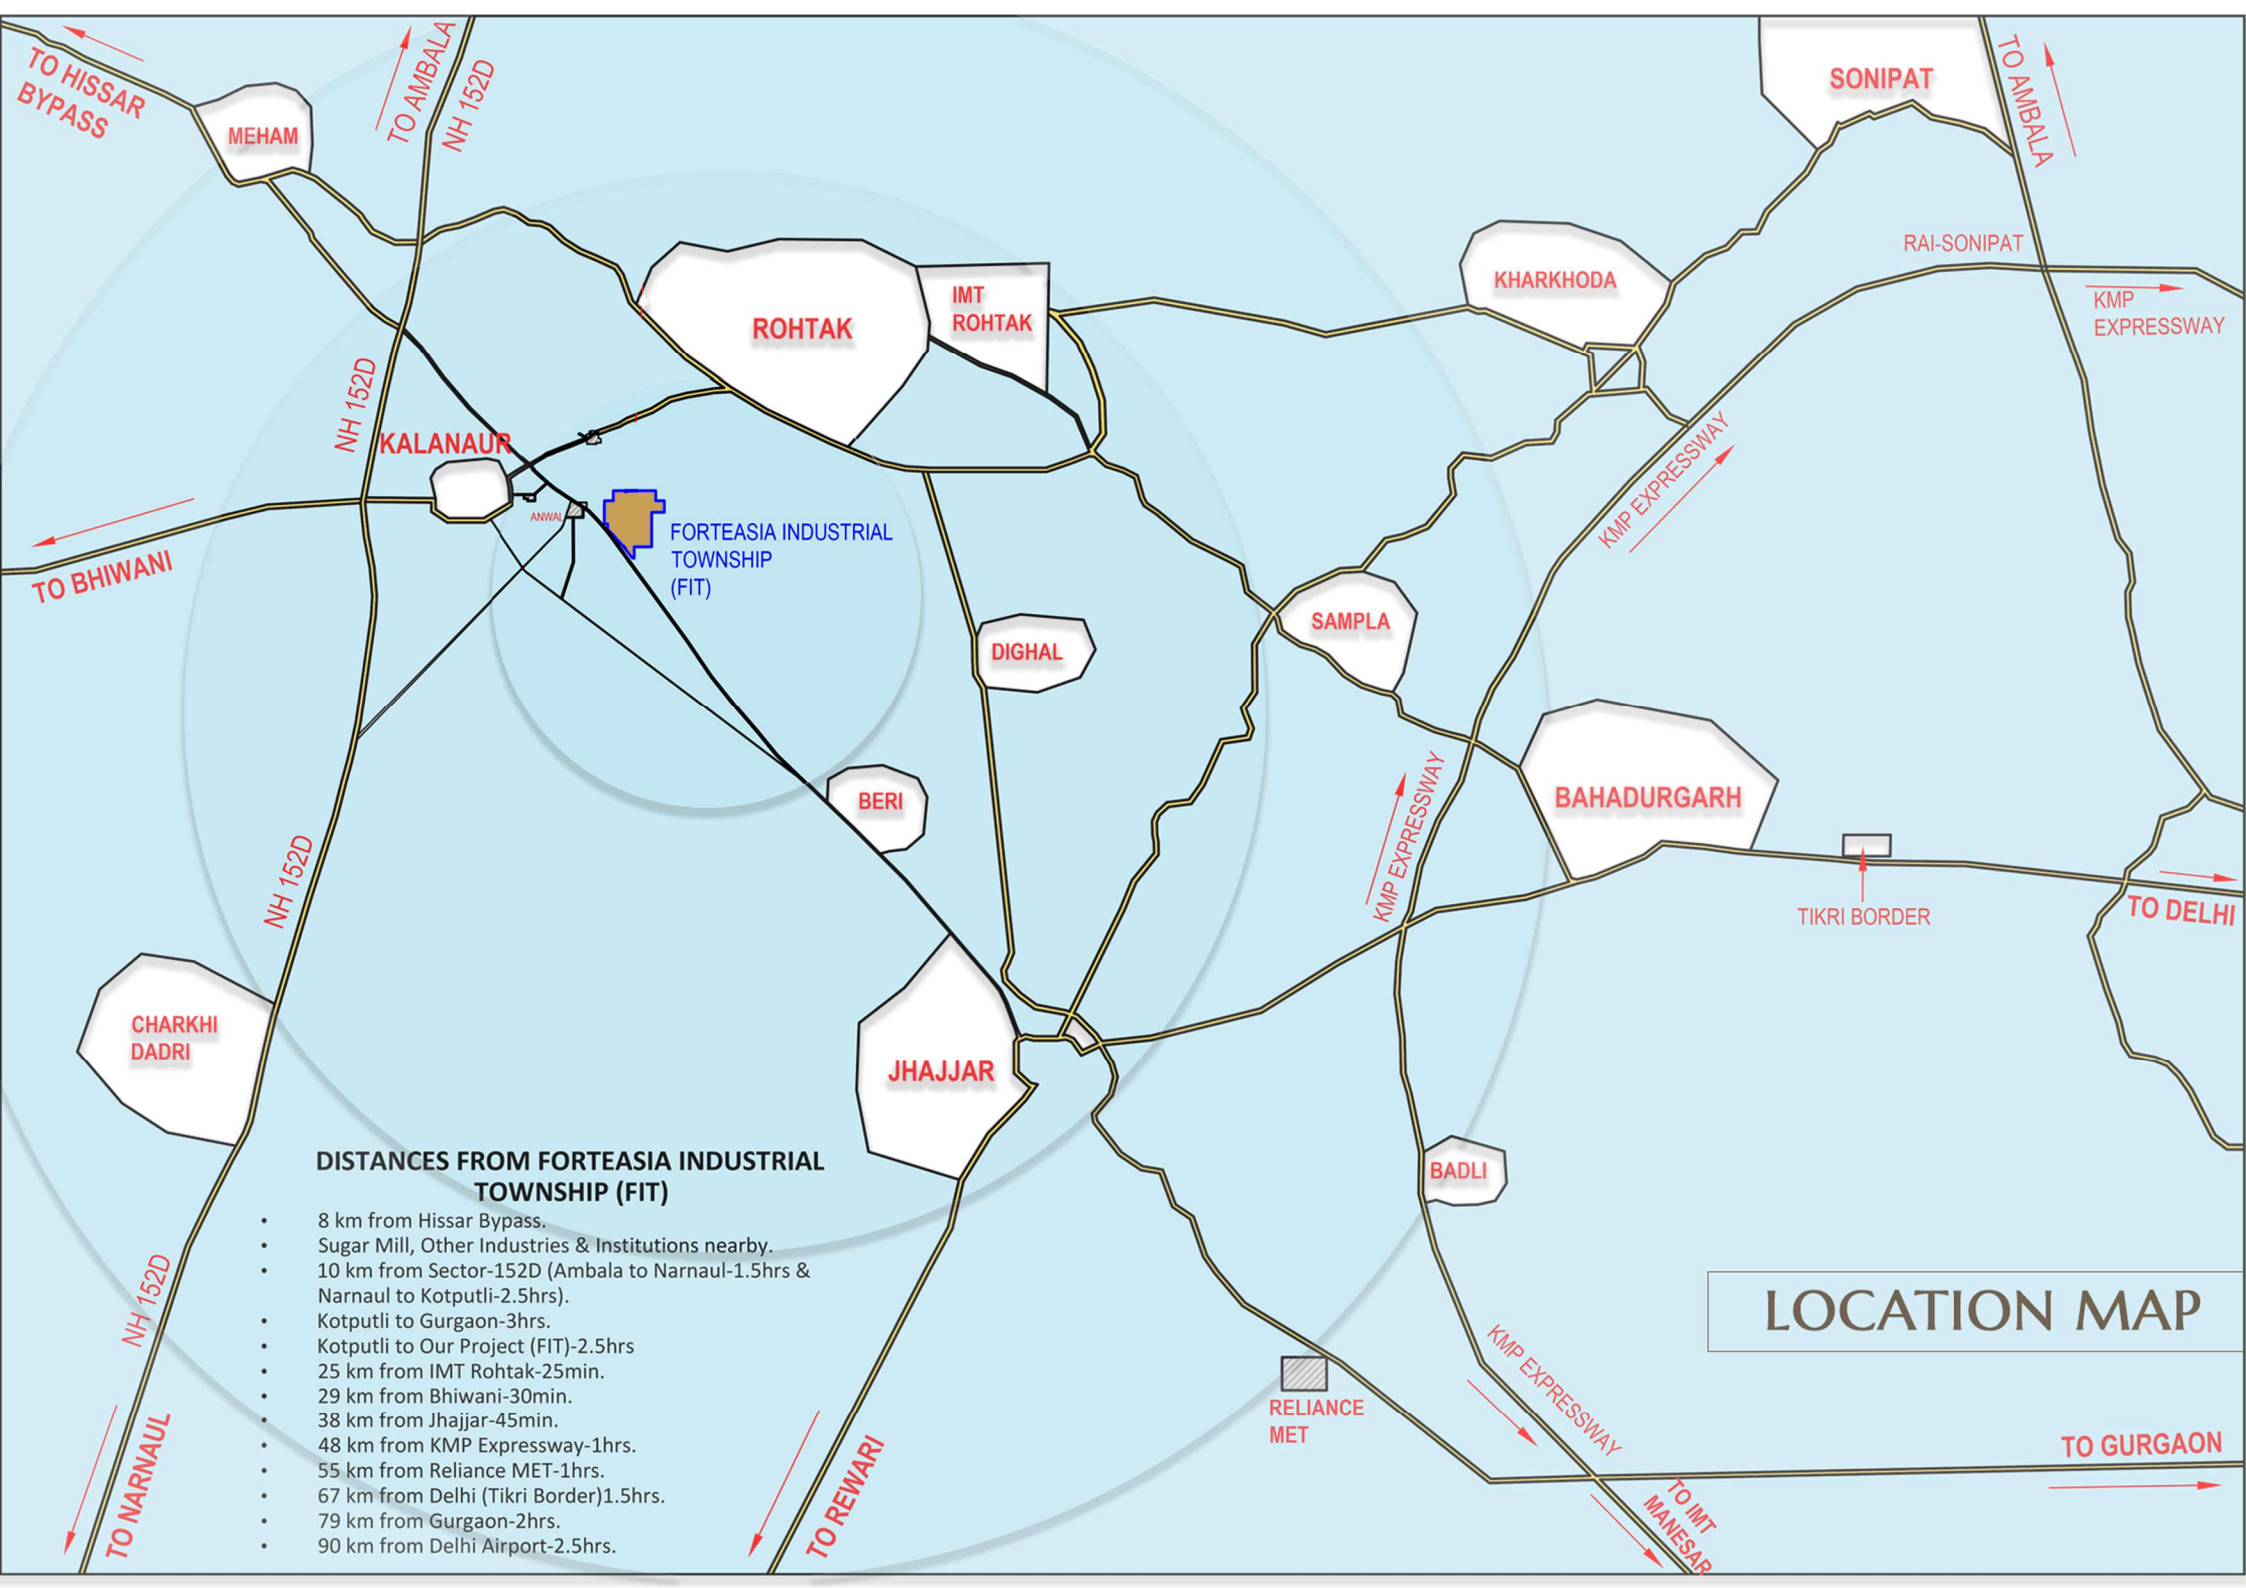 TO HISSAR
BYPASS
MEHAM
TO AMBALA
NH 152D
SONIPAT
TO AMBALA
RAI-SONIPAT
KMP
EXPRESSWAY
KHARKHODA
IMT
ROHTAK
ROHTAK
NH 152D
KALANAUR
KMP EXPRESSWAY
ANWAL
FORTEASIA INDUSTRIAL
TOWNSHIP
(FIT)
TO BHIWANI
SAMPLA
DIGHAL
BERI
BAHADURGARH
KMP EXPRESSWAY
NH 152D
TIKRI BORDER
TO DELHI
CHARKHI
DADRI
JHAJJAR
BADLI
DISTANCES FROM FORTEASIA INDUSTRIAL
TOWNSHIP (FIT)
• 8 km from Hissar Bypass.
• Sugar Mill, Other Industries & Institutions nearby.
• 10 km from Sector-152D (Ambala to Narnaul-1.5hrs &
Narnaul to Kotputli-2.5hrs).
• Kotputli to Gurgaon-3hrs.
• Kotputli to Our Project (FIT)-2.5hrs
• 25 km from IMT Rohtak-25min.
• 29 km from Bhiwani-30min.
• 38 km from Jhajjar-45min.
• 48 km from KMP Expressway-1hrs.
• 55 km from Reliance MET-1hrs.
• 67 km from Delhi (Tikri Border)1.5hrs.
• 79 km from Gurgaon-2hrs.
• 90 km from Delhi Airport-2.5hrs.
NH 152D
TO NARNAUL
TO REWARI
LOCATION MAP
KMP EXPRESSWAY
RELIANCE
MET
TO GURGAON
TO IMT
MANESAR